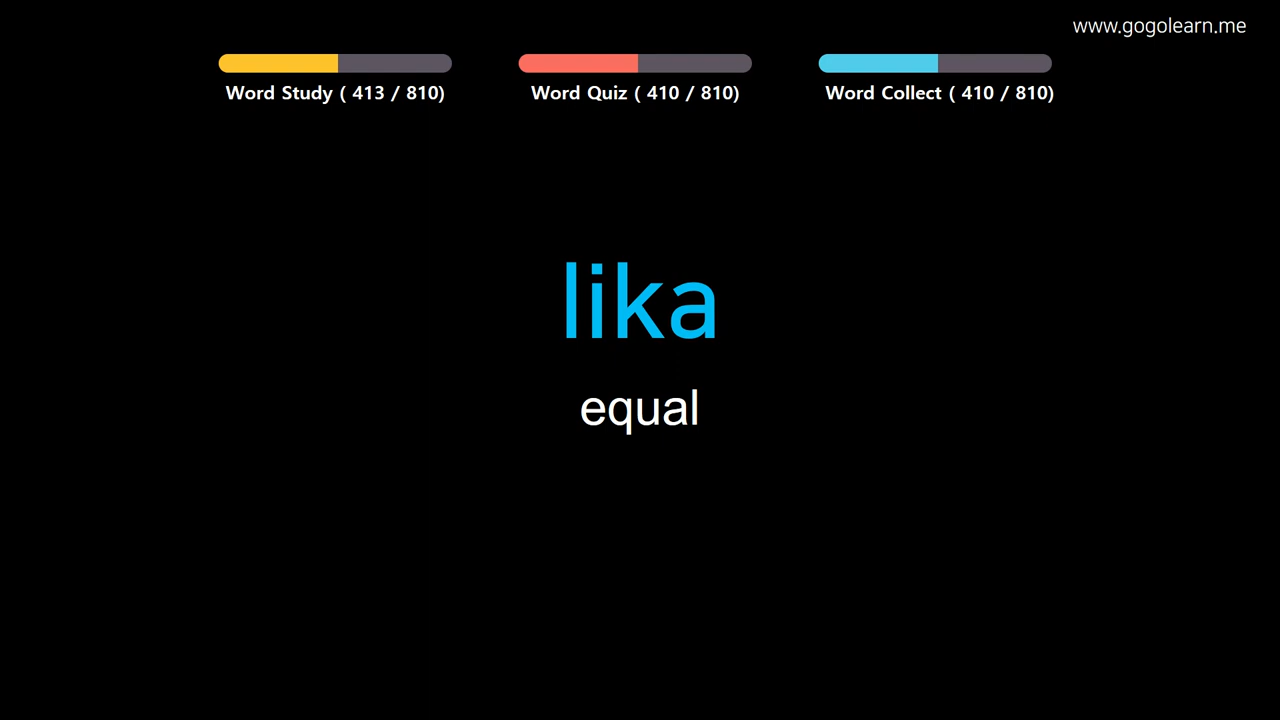 www.gogolearn.me
Word Study ( 413 / 810)
Word Quiz ( 410 / 810)
Word Collect ( 410 / 810)
lika
equal